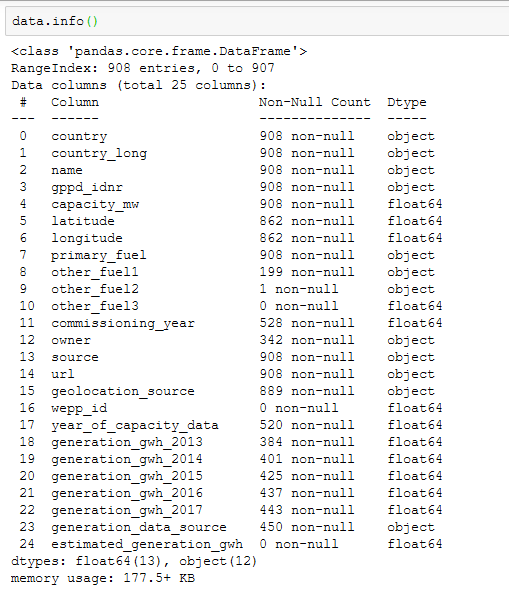 data.info()
<class 'pandas.core.frame.DataFrame'>
RangeIndex: 908 entries, 0 to 907
Data columns (total 25 columns):
 #   Column                    Non-Null Count  Dtype
---  ------                    --------------  -----
 0   country                   908 non-null    object
 1   country_long              908 non-null    object
 2   name                      908 non-null    object
 3   gppd_idnr                 908 non-null    object
 4   capacity_mw               908 non-null    float64
 5   latitude                  862 non-null    float64
 6   longitude                 862 non-null    float64
 7   primary_fuel              908 non-null    object
 8   other_fuel1               199 non-null    object
 9   other_fuel2               1 non-null      object
 10  other_fuel3               0 non-null      float64
 11  commissioning_year        528 non-null    float64
 12  owner                     342 non-null    object
 13  source                    908 non-null    object
 14  url                       908 non-null    object
 15  geolocation_source        889 non-null    object
 16  wepp_id                   0 non-null      float64
 17  year_of_capacity_data     520 non-null    float64
 18  generation_gwh_2013       384 non-null    float64
 19  generation_gwh_2014       401 non-null    float64
 20  generation_gwh_2015       425 non-null    float64
 21  generation_gwh_2016       437 non-null    float64
 22  generation_gwh_2017       443 non-null    float64
 23  generation_data_source    450 non-null    object
 24  estimated_generation_gwh  0 non-null      float64
dtypes: float64(13), object(12)
memory usage: 177.5+ KB